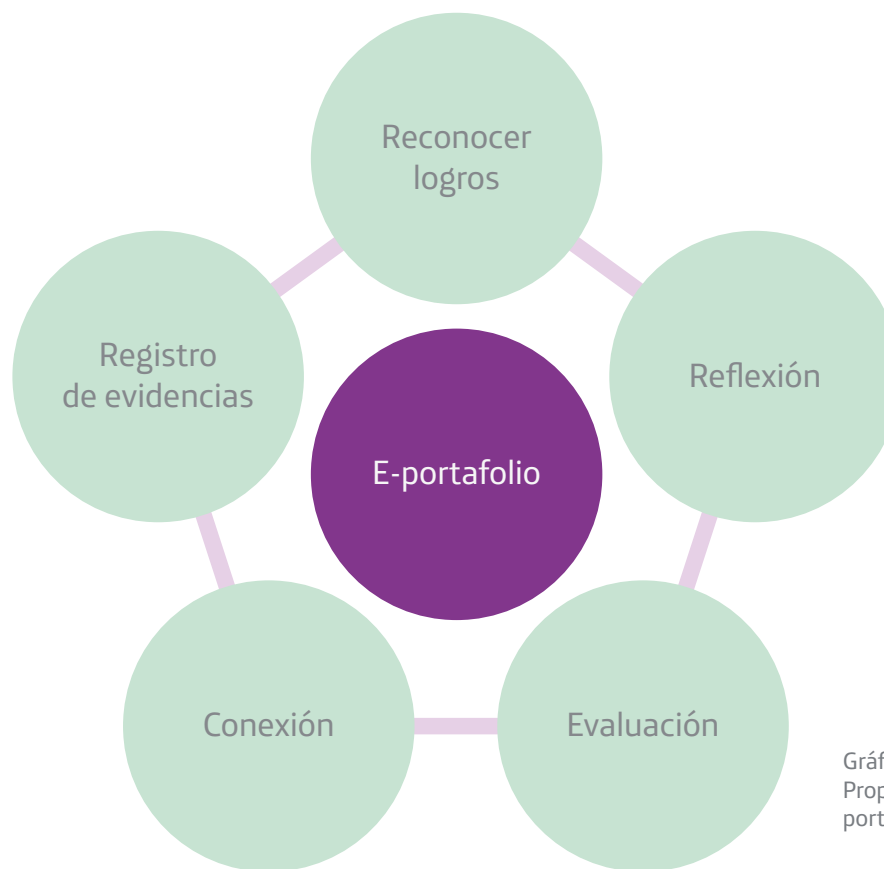 Reconocer
logros
Registro
de evidencias
Reflexión
E-portafolio
Conexión
Evaluación